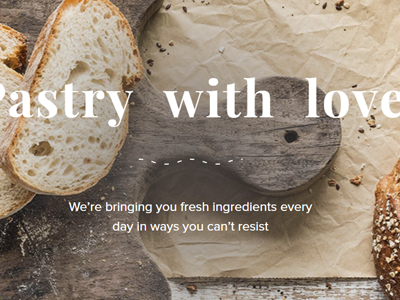 Pastry with love
We're bringing you fresh ingredients every
day in ways you can't resist